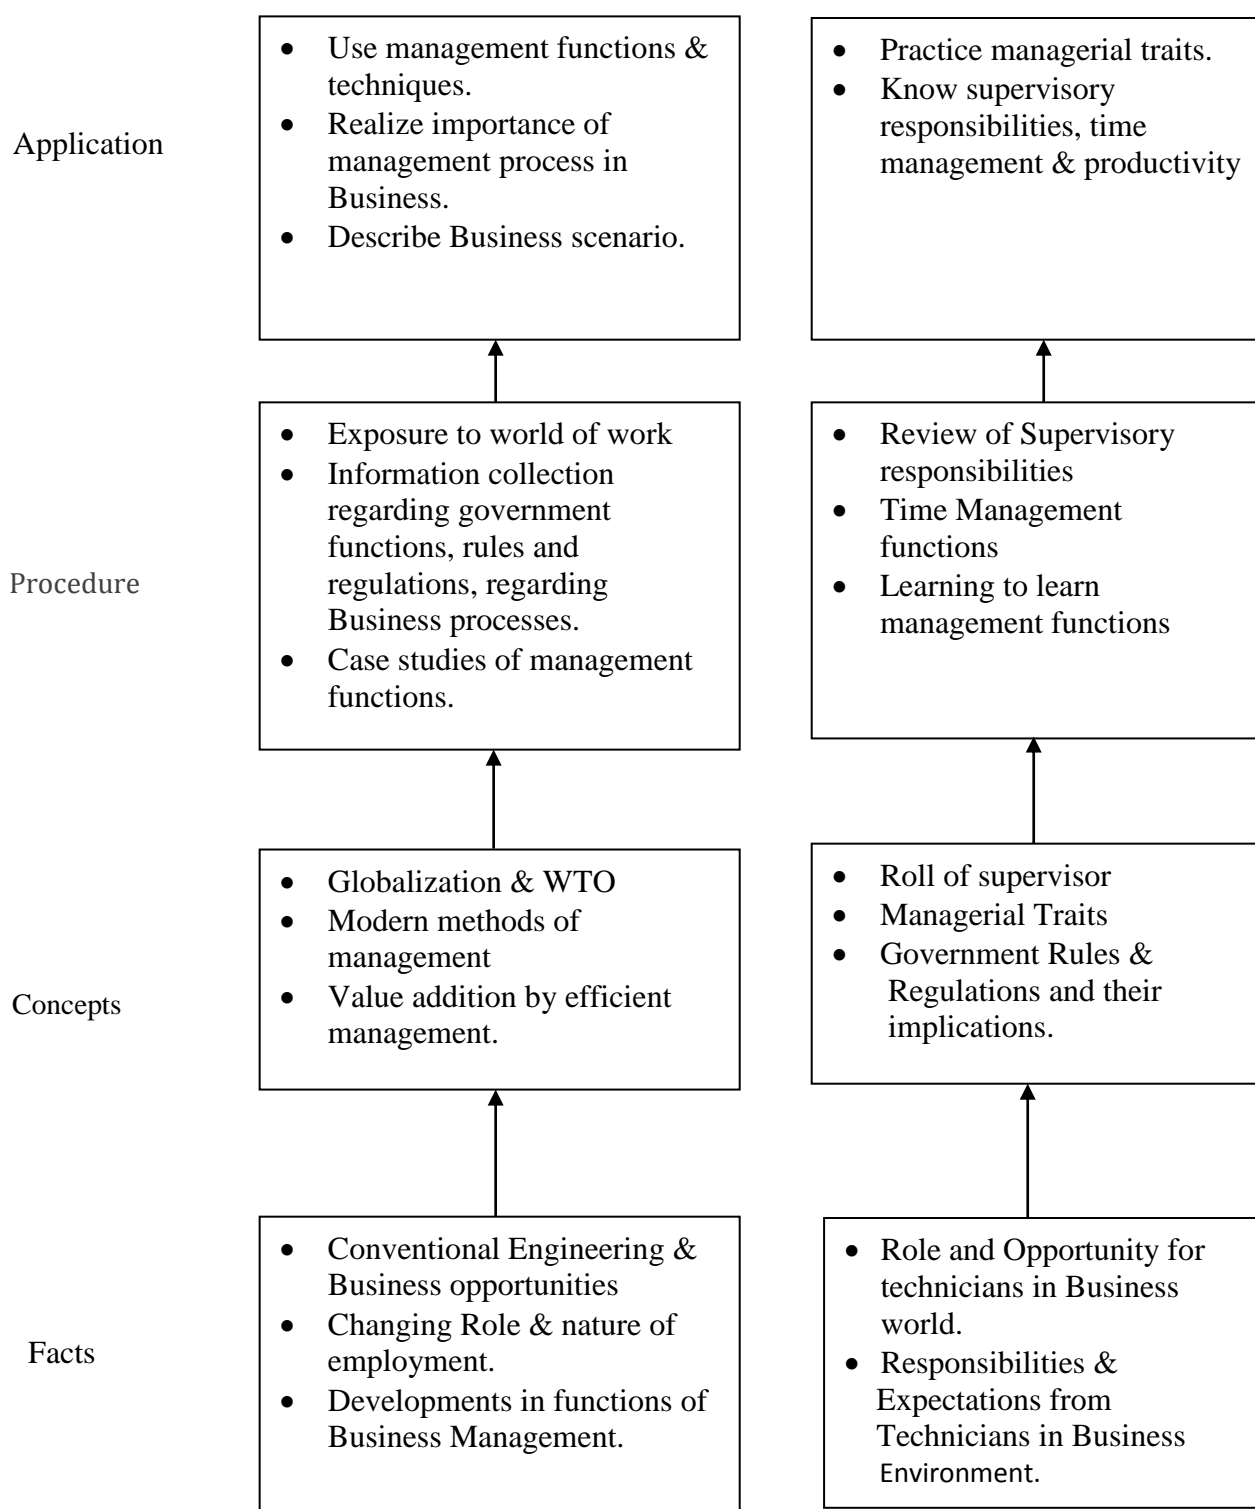 Application
• Use management functions &
techniques.
• Realize importance of
management process in
Business.
• Describe Business scenario.
• Practice managerial traits.
• Know supervisory
responsibilities, time
management & productivity
Procedure
• Exposure to world of work
• Information collection
regarding government
functions, rules and
regulations, regarding
Business processes.
• Case studies of management
functions.
• Review of Supervisory
responsibilities
• Time Management
functions
• Learning to learn
management functions
Concepts
• Globalization & WTO
• Modern methods of
management
• Value addition by efficient
management.
• Roll of supervisor
• Managerial Traits
• Government Rules &
Regulations and their
implications.
Facts
• Conventional Engineering &
Business opportunities
• Changing Role & nature of
employment.
• Developments in functions of
Business Management.
• Role and Opportunity for
technicians in Business
world.
• Responsibilities &
Expectations from
Technicians in Business
Environment.